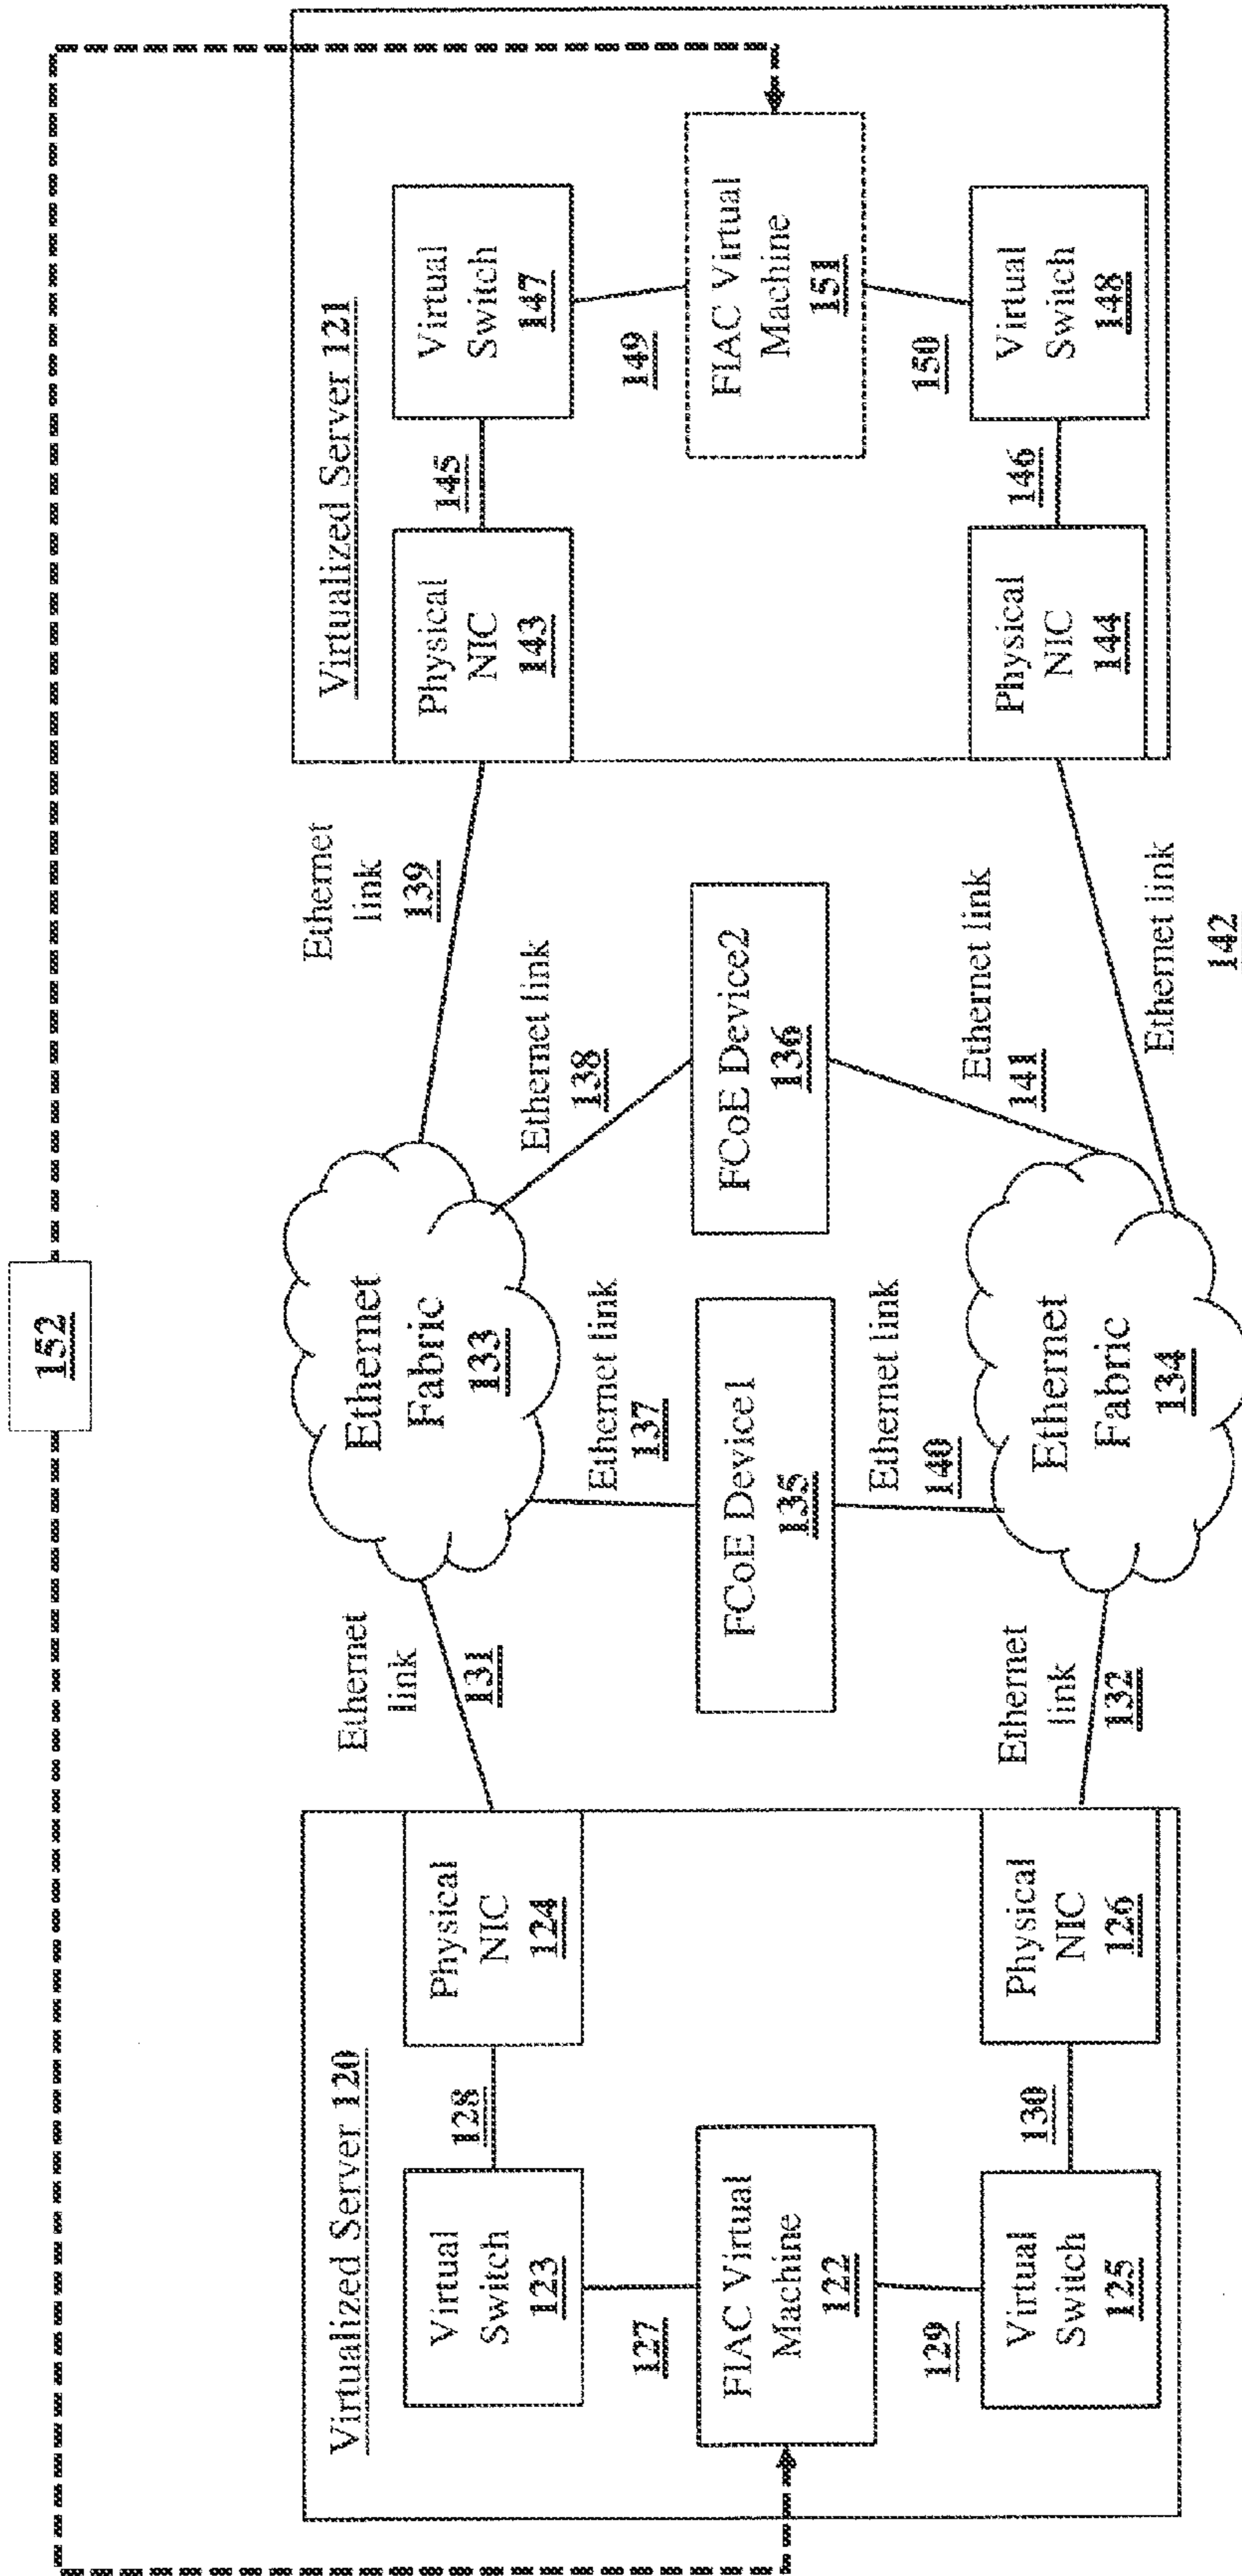 152
Virtualized Server 120
Virtual
Switch
123
128
Physical
NIC
124
127
FIAC Virtual
Machine
122
129
Virtual
Switch
125
130
Physical
NIC
126
Ethernet
link
131
Ethernet
link
132
Ethernet
Fabric
133
Ethernet link
137
FCoE Device1
135
Ethernet link
140
Ethernet
Fabric
134
Ethernet link
138
FCoE Device2
136
Ethernet link
141
Ethernet
link
139
Ethernet link
142
Virtualized Server 121
Physical
NIC
143
145
Virtual
Switch
147
149
FIAC Virtual
Machine
151
150
Physical
NIC
144
146
Virtual
Switch
148